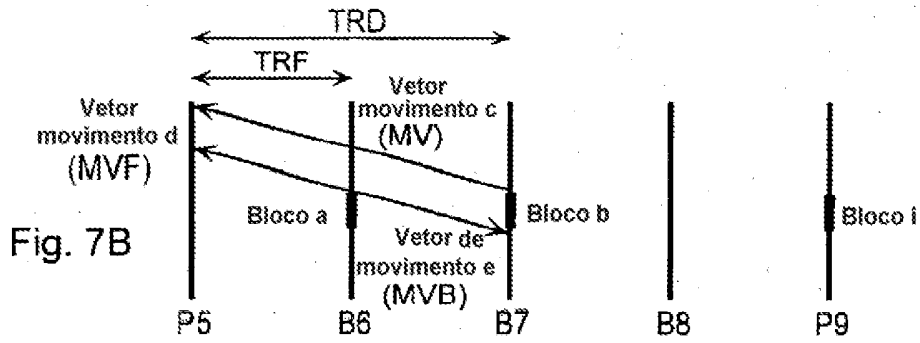 TRD
TRF
Vetor
movimento d
(MVF)
Vetor
movimento c
(MV)
Bloco a
Bloco b
Bloco i
Fig. 7B
Vetor de
movimento e
(MVB)
P5
B6
B7
B8
P9